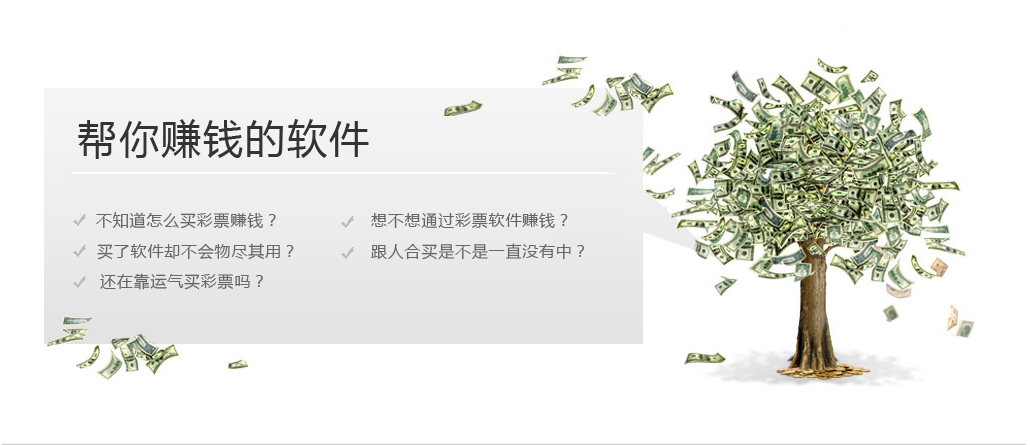 帮你赚钱的软件
不知道怎么买彩票赚钱？
想不想通过彩票软件赚钱？
买了软件却不会物尽其用？
跟人合买是不是一直没有中？
还在靠运气买彩票吗？